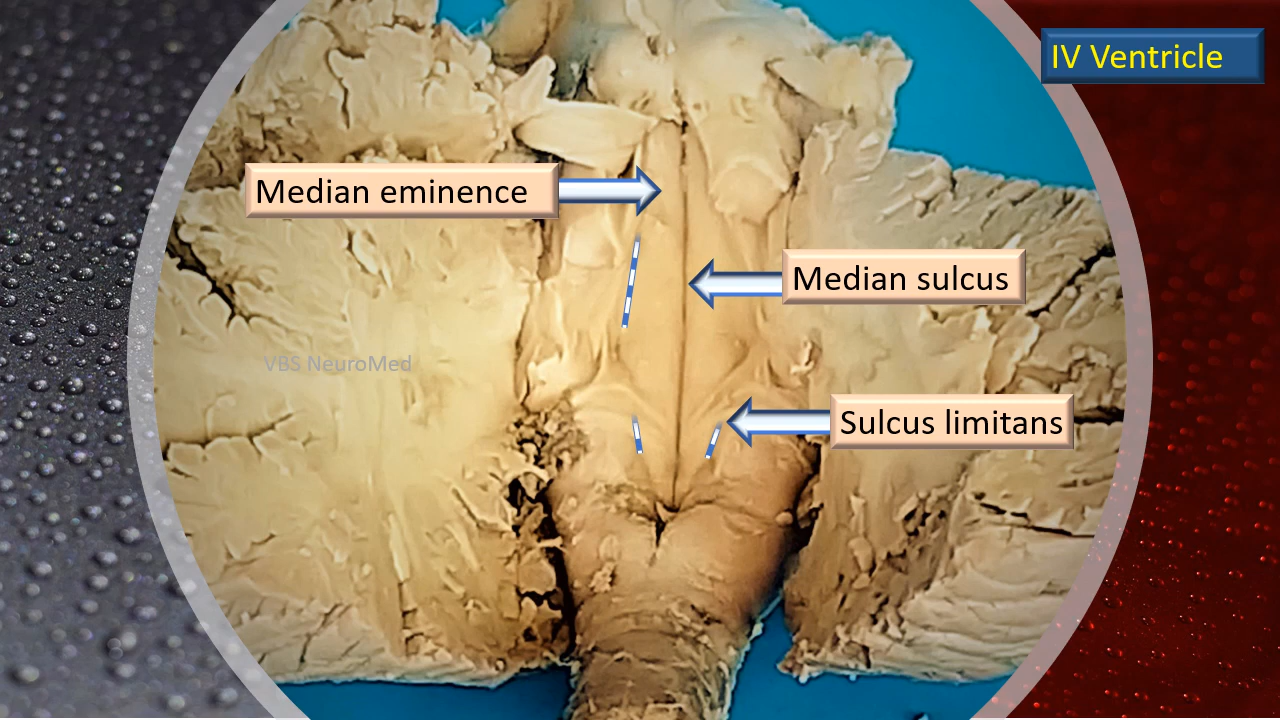 IV Ventricle
Median eminence
Median sulcus
VBS NeuroMed
Sulcus limitans